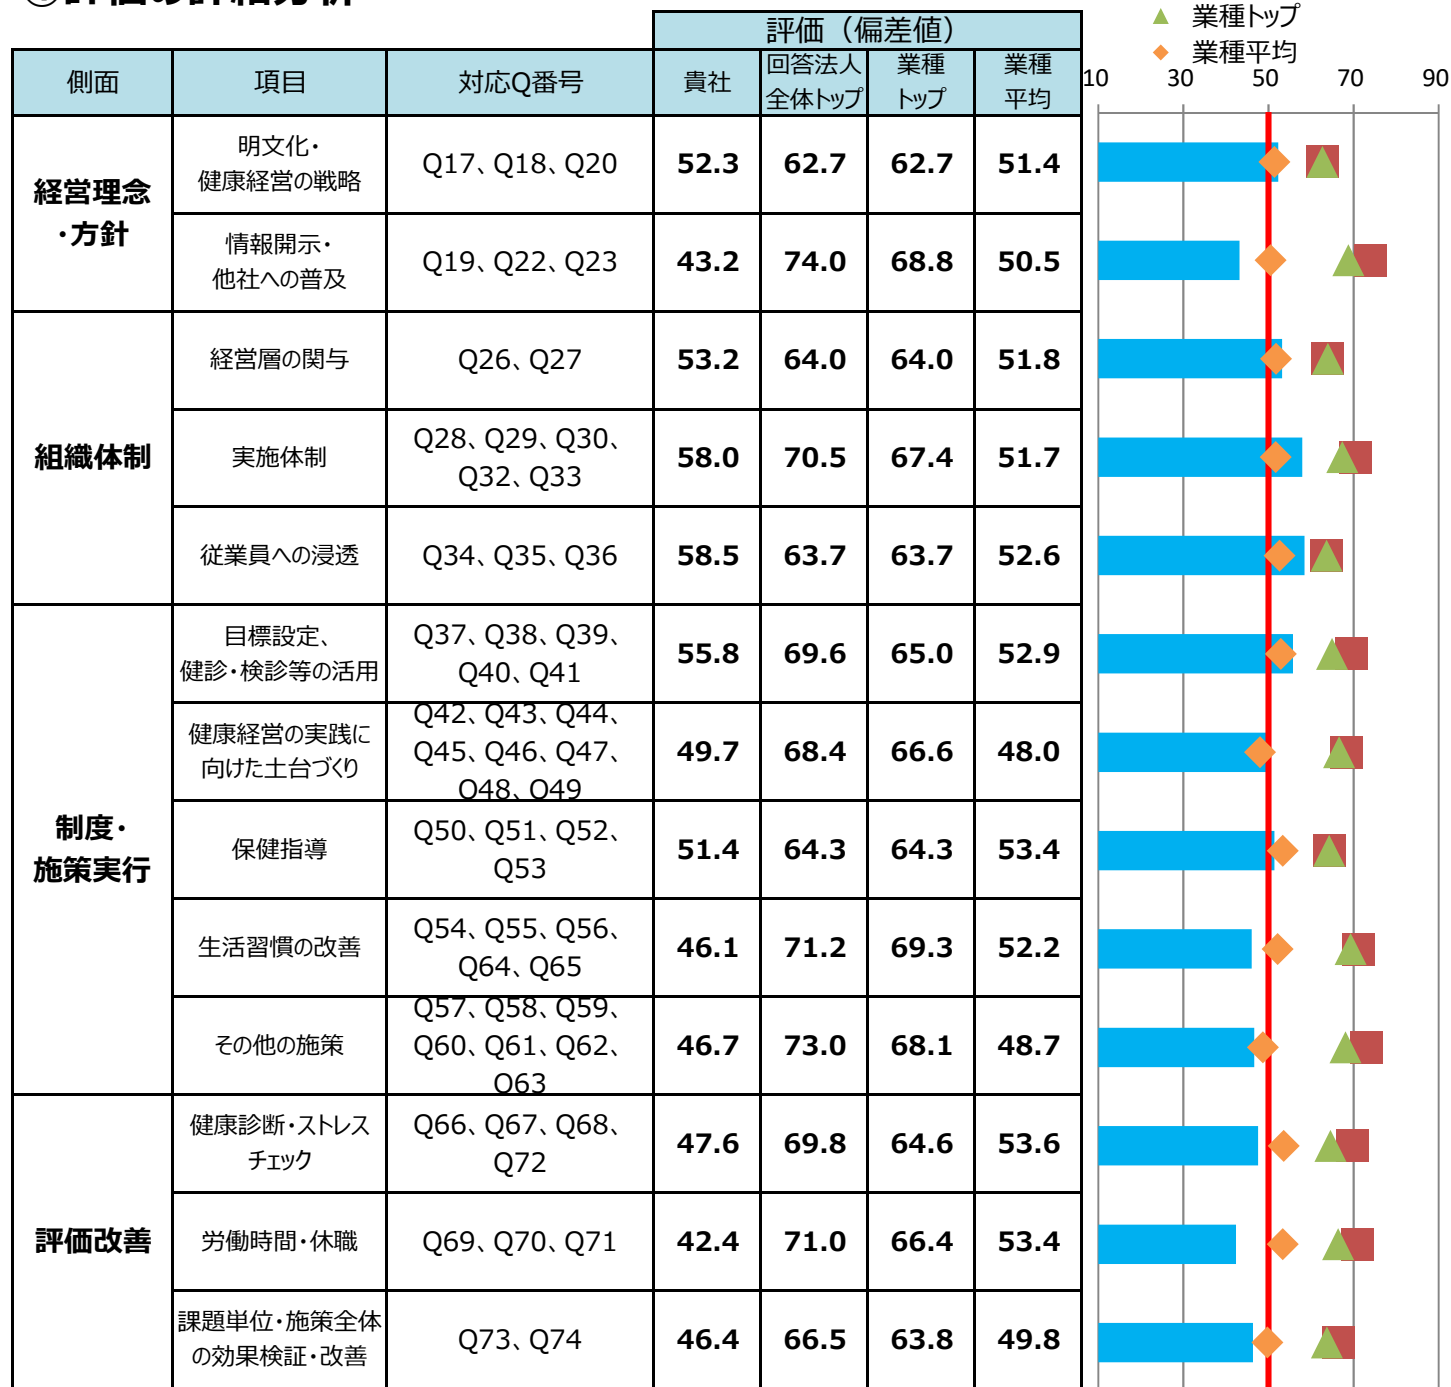 ①評価の詳細分析
▲ 業種トップ
◆ 業種平均
評価（偏差値）
側面 項目 対応Q番号 貴社 回答法人 業種 業種
全体トップ トップ 平均
10 30 50 70 90
経営理念
・方針
明文化・
健康経営の戦略
Q17、Q18、Q20 52.3 62.7 62.7 51.4
情報開示・
他社への普及
Q19、Q22、Q23 43.2 74.0 68.8 50.5
組織体制
経営層の関与 Q26、Q27 53.2 64.0 64.0 51.8
実施体制
Q28、Q29、Q30、
Q32、Q33
58.0 70.5 67.4 51.7
従業員への浸透 Q34、Q35、Q36 58.5 63.7 63.7 52.6
制度・
施策実行
目標設定、
健診・検診等の活用
Q37、Q38、Q39、
Q40、Q41
55.8 69.6 65.0 52.9
健康経営の実践に
向けた土台づくり
Q42、Q43、Q44、
Q45、Q46、Q47、
Q48、Q49
49.7 68.4 66.6 48.0
保健指導
Q50、Q51、Q52、
Q53
51.4 64.3 64.3 53.4
生活習慣の改善
Q54、Q55、Q56、
Q64、Q65
46.1 71.2 69.3 52.2
その他の施策
Q57、Q58、Q59、
Q60、Q61、Q62、
Q63
46.7 73.0 68.1 48.7
評価改善
健康診断・ストレス
チェック
Q66、Q67、Q68、
Q72
47.6 69.8 64.6 53.6
労働時間・休職 Q69、Q70、Q71 42.4 71.0 66.4 53.4
課題単位・施策全体
の効果検証・改善
Q73、Q74 46.4 66.5 63.8 49.8